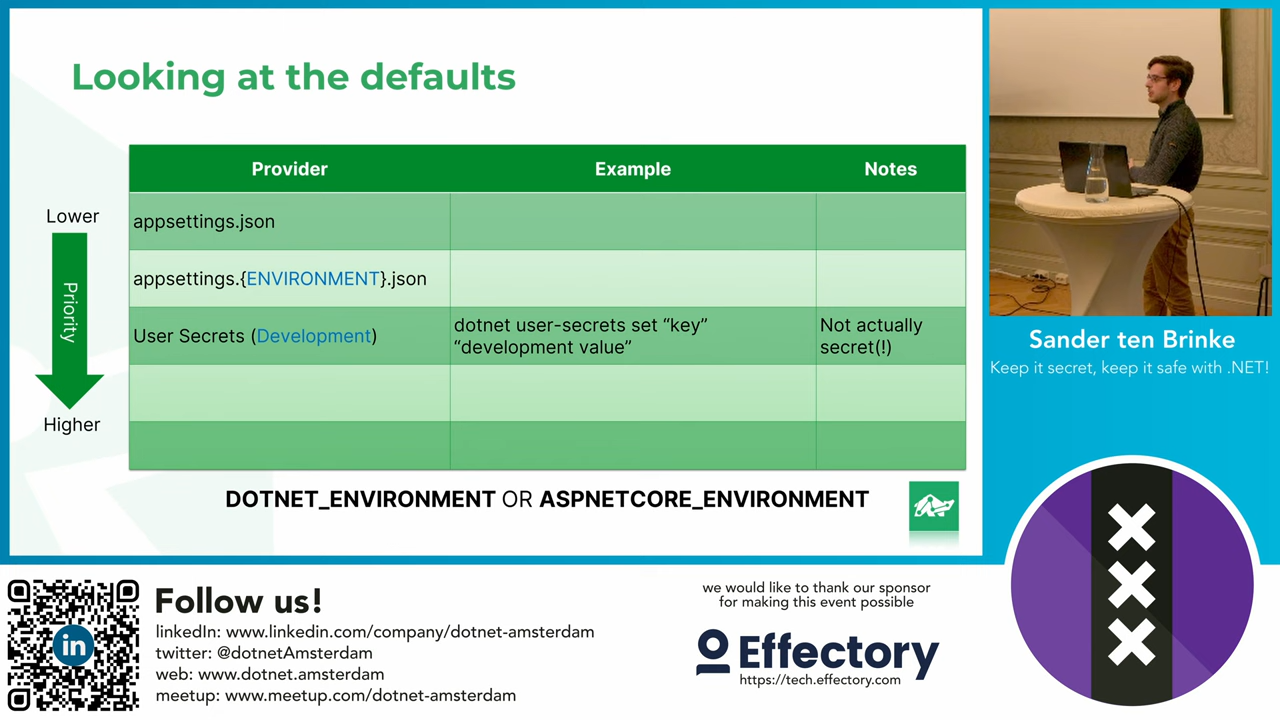 Looking at the defaults
Provider
Example
Notes
Lower
Priority
Higher
appsettings.json
appsettings.{ENVIRONMENT}.json
User Secrets (Development)
dotnet user-secrets set “key”
“development value”
Not actually
secret(!)
DOTNET_ENVIRONMENT OR ASPNETCORE_ENVIRONMENT
Sander ten Brinke
Keep it secret, keep it safe with .NET!
in
Follow us!
linkedIn: www.linkedin.com/company/dotnet-amsterdam
twitter: @dotnetAmsterdam
web: www.dotnet.amsterdam
meetup: www.meetup.com/dotnet-amsterdam
we would like to thank our sponsor
for making this event possible
Effectory
https://tech.effectory.com